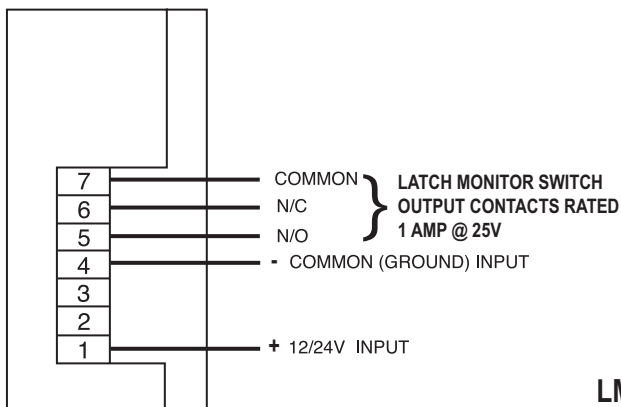 7 COMMON
6 N/C
5 N/O
4 - COMMON (GROUND) INPUT
3
2
1 + 12/24V INPUT
} LATCH MONITOR SWITCH
OUTPUT CONTACTS RATED
1 AMP @ 25V